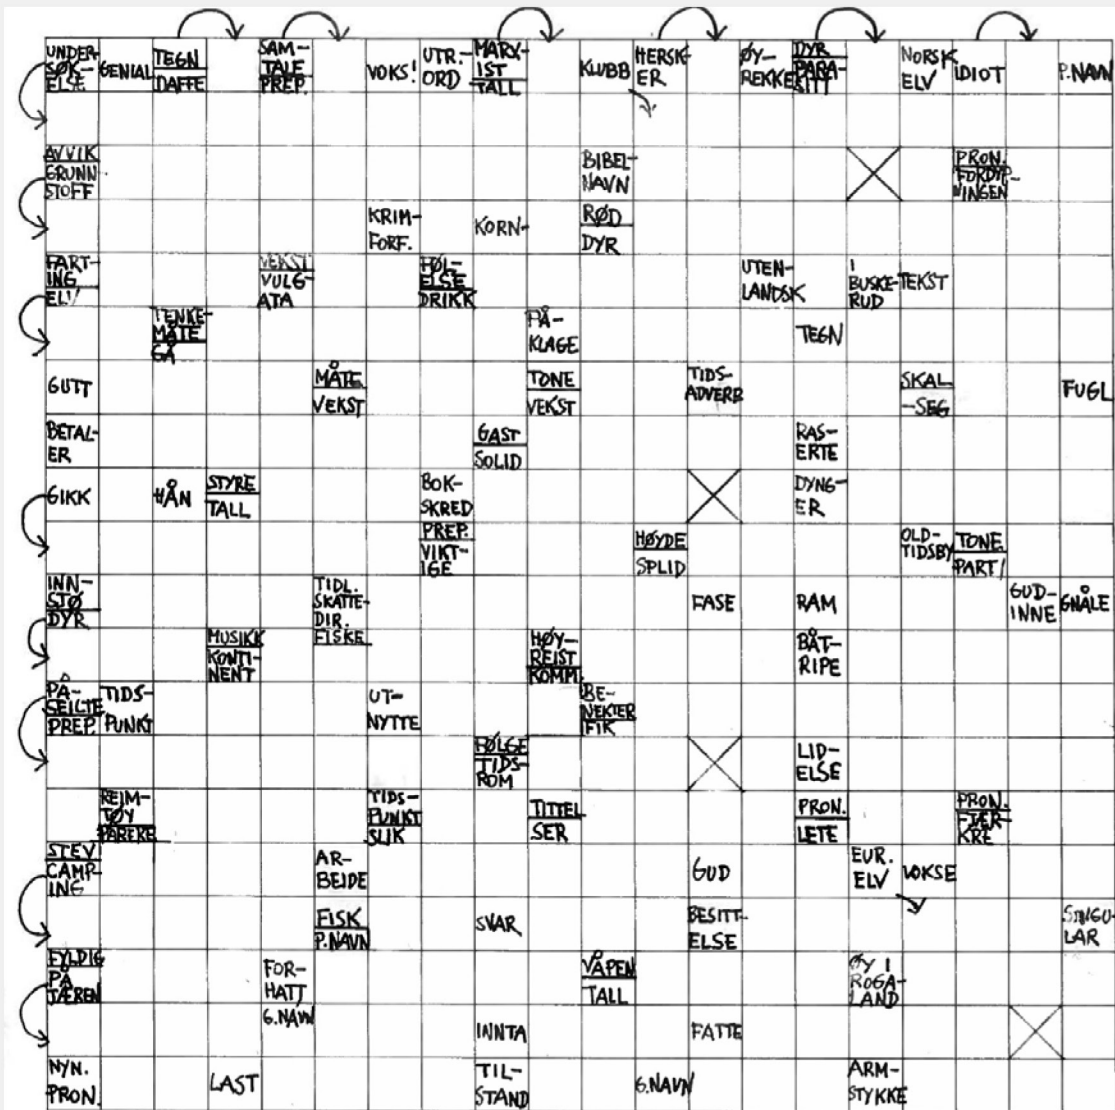 UNDER
SØK-
ELSE
GENIAL
TEGN
DAFFE
SAM-
TALE
PREP.
VOKS!
UTR.
ORD
MARX-
IST
TALL
KLUBB
HERSK-
ER
ØY-
REKKE
DYR
PARA-
SITT
NORSK
ELV
IDIOT
P.NAVN
AVVIK
GRUNN
STOFF
BIBEL-
NAVN
PRON.
FORDYP-
NINGEN
KRIM-
FORF.
KORN-
RØD
DYR
FART-
ING
ELV
VEKST
VULG-
ATA
FØL-
ELSE
DRIKK
UTEN-
LANDSK
I
BUSKE-
RUD
TEKST
TENKE-
MÅTE
GÅ
PÅ-
KLAGE
TEGN
GUTT
MÅTE
VEKST
TONE
VEKST
TIDS-
ADVERB
SKAL
-SEG
FUGL
BETAL-
ER
GAST
SOLID
RAS-
ERTE
GIKK
HÅN
STYRE
TALL
BOK-
SKRED
DYNG-
ER
PREP.
VIKT-
IGE
HØYDE
SPLID
OLD-
TIDSBY
TONE
PARTI
INN-
STØ
DYR
TIDL.
SKATTE-
DIR.
FISKE
FASE
RAM
GUD-
INNE
GNÅLE
MUSIKK
KONTI-
NENT
HØY-
REIST
KOMM.
BÅT-
RIPE
PÅ-
SEILTE
PREP.
TIDS-
PUNKT
UT-
NYTTE
BE-
NEKTER
FIK
FØLGE
TIDS-
ROM
LID-
ELSE
REIM-
TØY
PARERE
TIDS-
PUNKT
SLIK
TITTEL
SER
PRON.
LETE
PRON.
FJÆR-
KRE
STEV
CAMP-
ING
AR-
BEIDE
GUD
EUR.
ELV
VOKSE
FISK
P.NAVN
SVAR
BESITT-
ELSE
SINGU-
LAR
FYLDIG
PÅ
JÆREN
FOR-
HATT
VÅPEN
TALL
ØY I
ROGA-
LAND
G.NAVN
INNTA
FATTE
NYN.
PRON.
LAST
TIL-
STAND
G.NAVN
ARM-
STYKKE